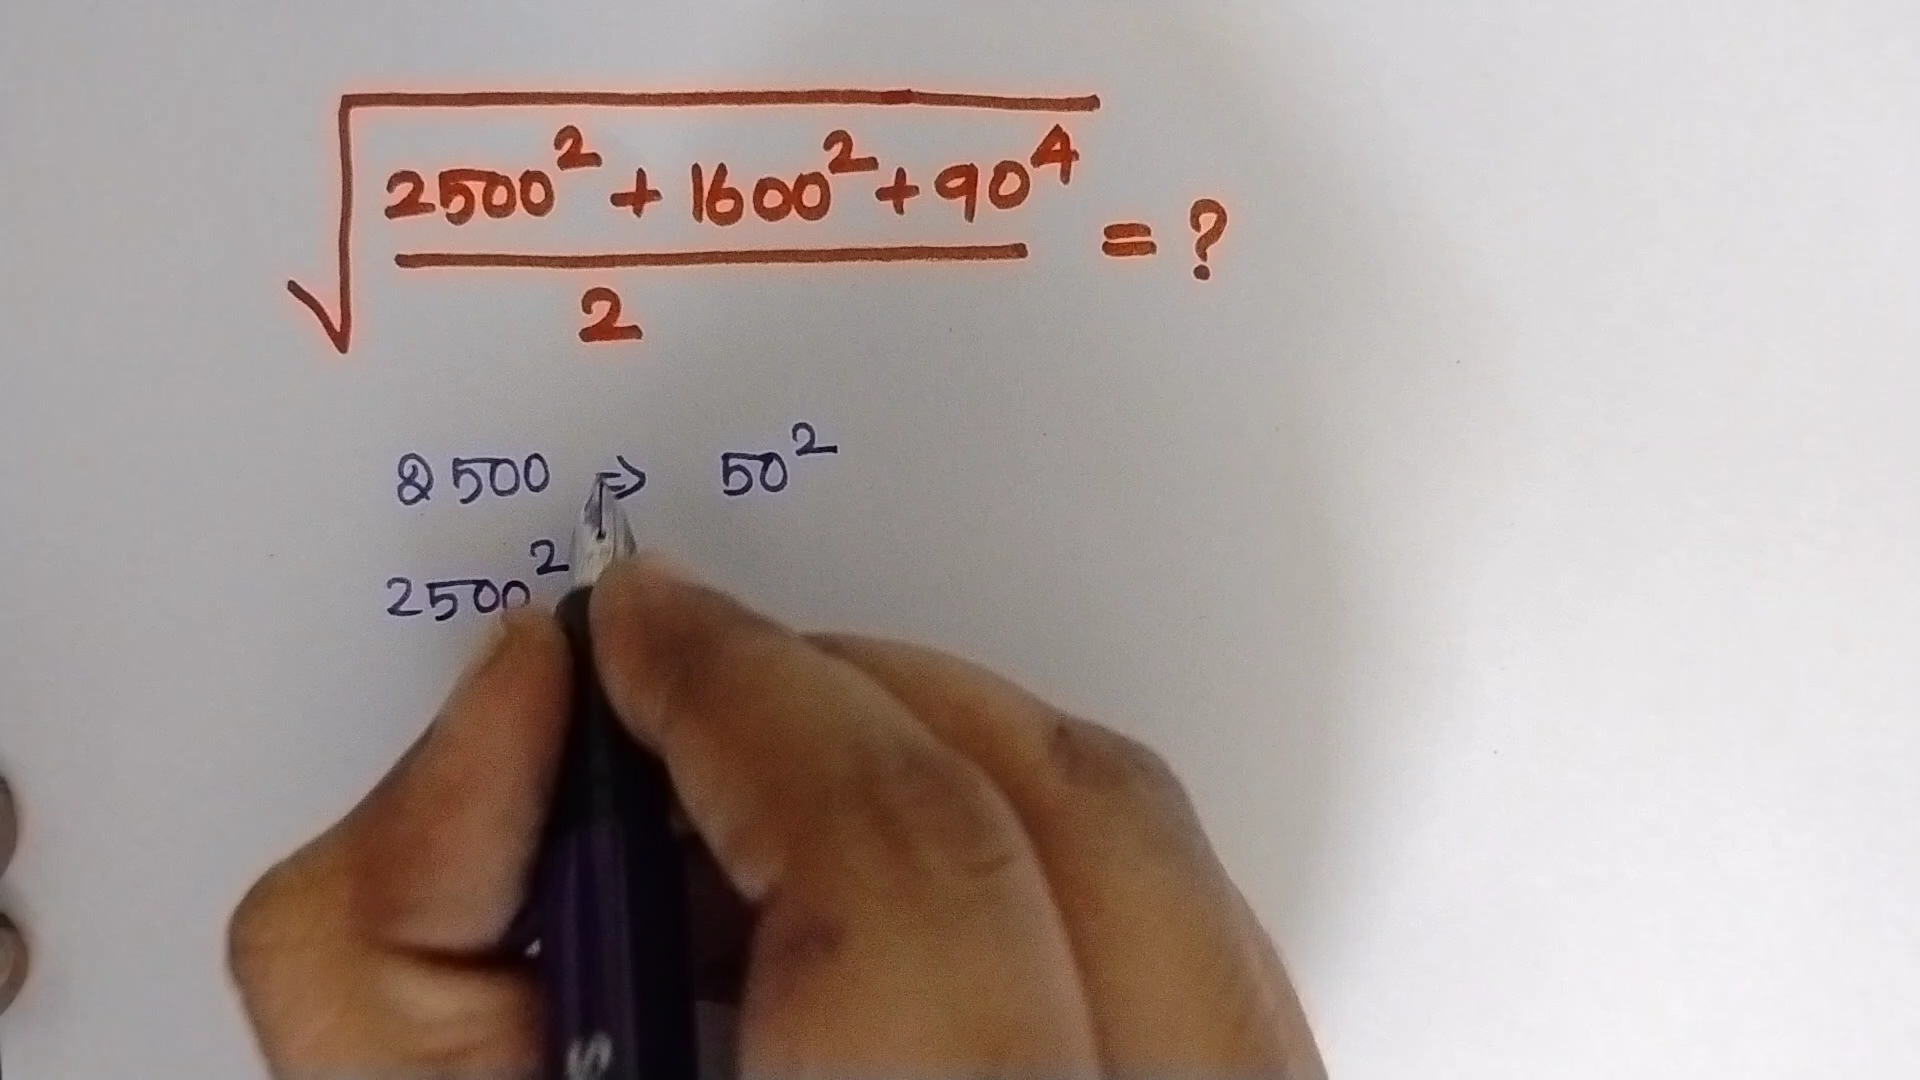 √((2500² + 1600² + 90⁴)/2) = ?
2500 ⇒ 50²
2500²